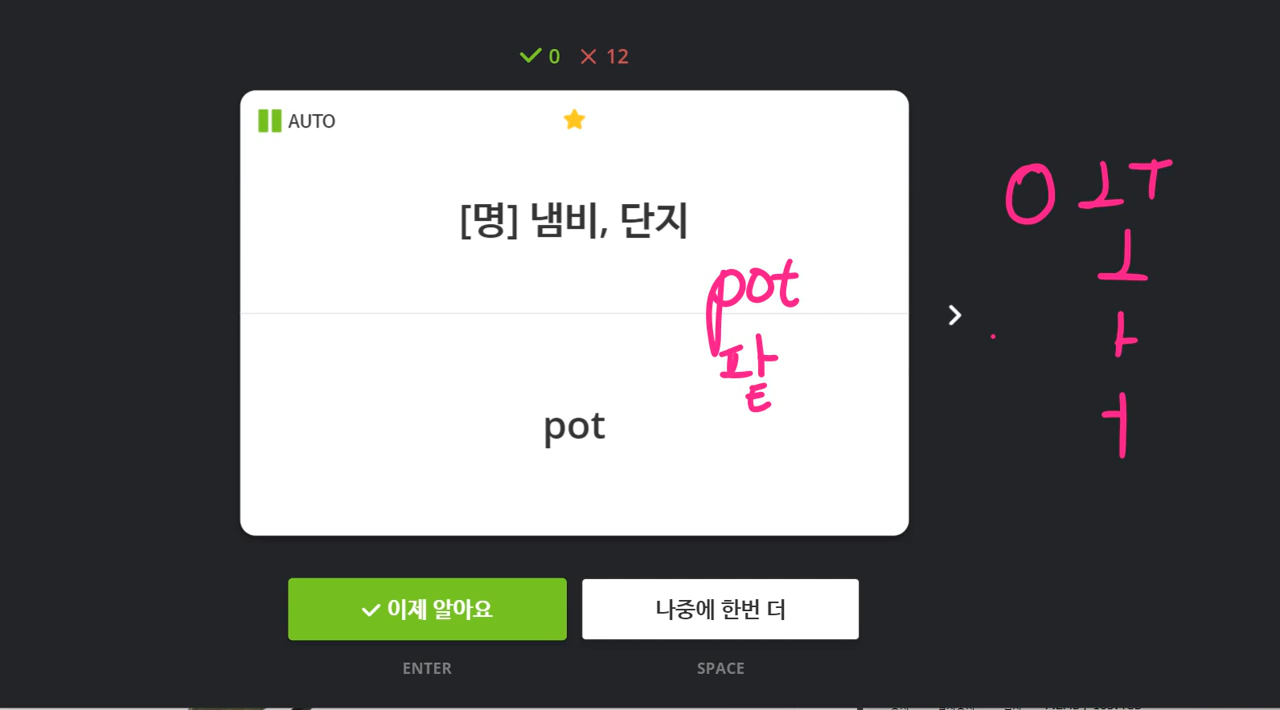 0 12
AUTO
[명] 냄비, 단지
pot
팥
pot
O ㅗㅜ
ㅗ
ㅏ
ㅓ
이제 알아요
나중에 한번 더
ENTER
SPACE